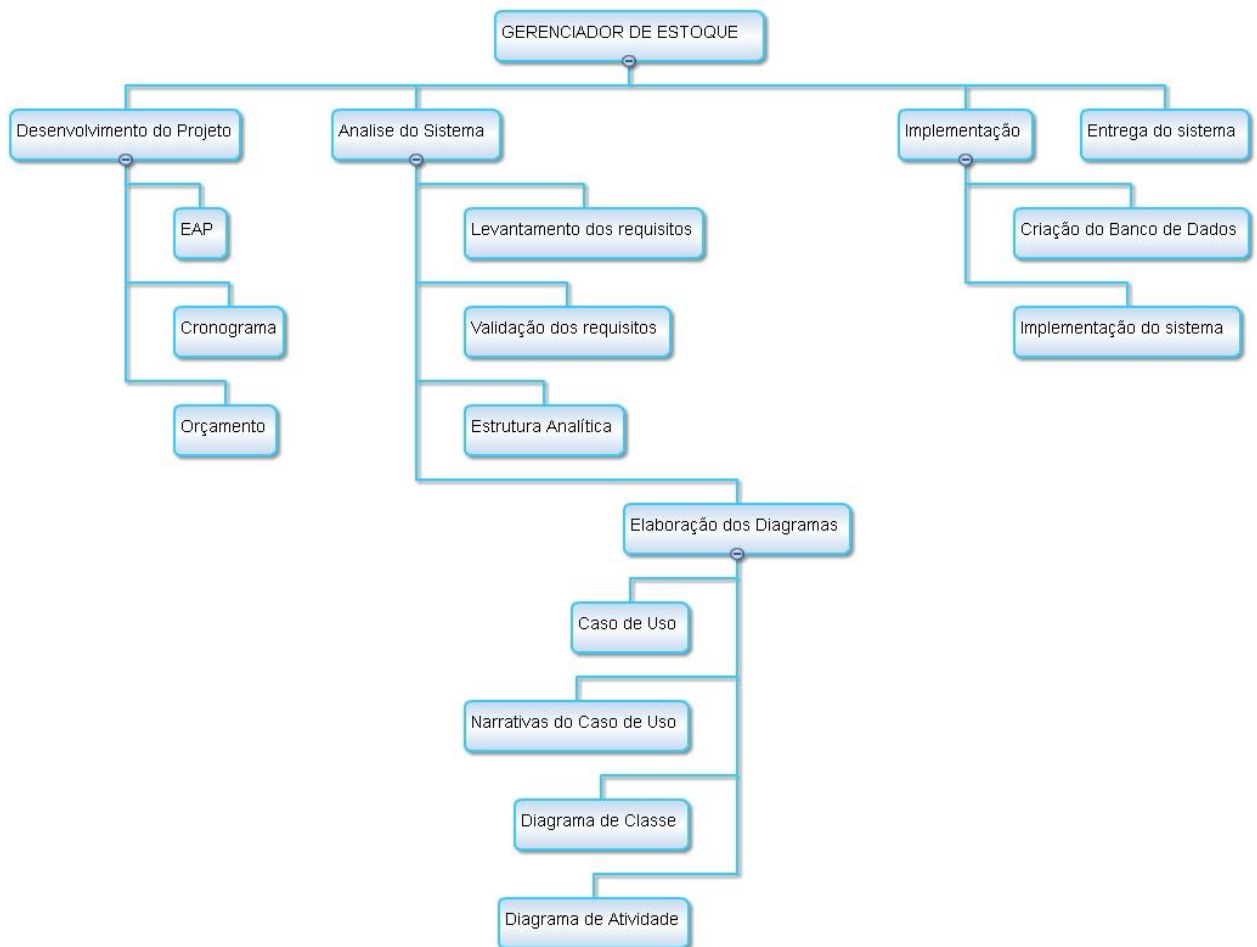 GERENCIADOR DE ESTOQUE
Desenvolvimento do Projeto
Analise do Sistema
Implementação
Entrega do sistema
EAP
Cronograma
Orçamento
Levantamento dos requisitos
Validação dos requisitos
Estrutura Analítica
Elaboração dos Diagramas
Caso de Uso
Narrativas do Caso de Uso
Diagrama de Classe
Diagrama de Atividade
Criação do Banco de Dados
Implementação do sistema